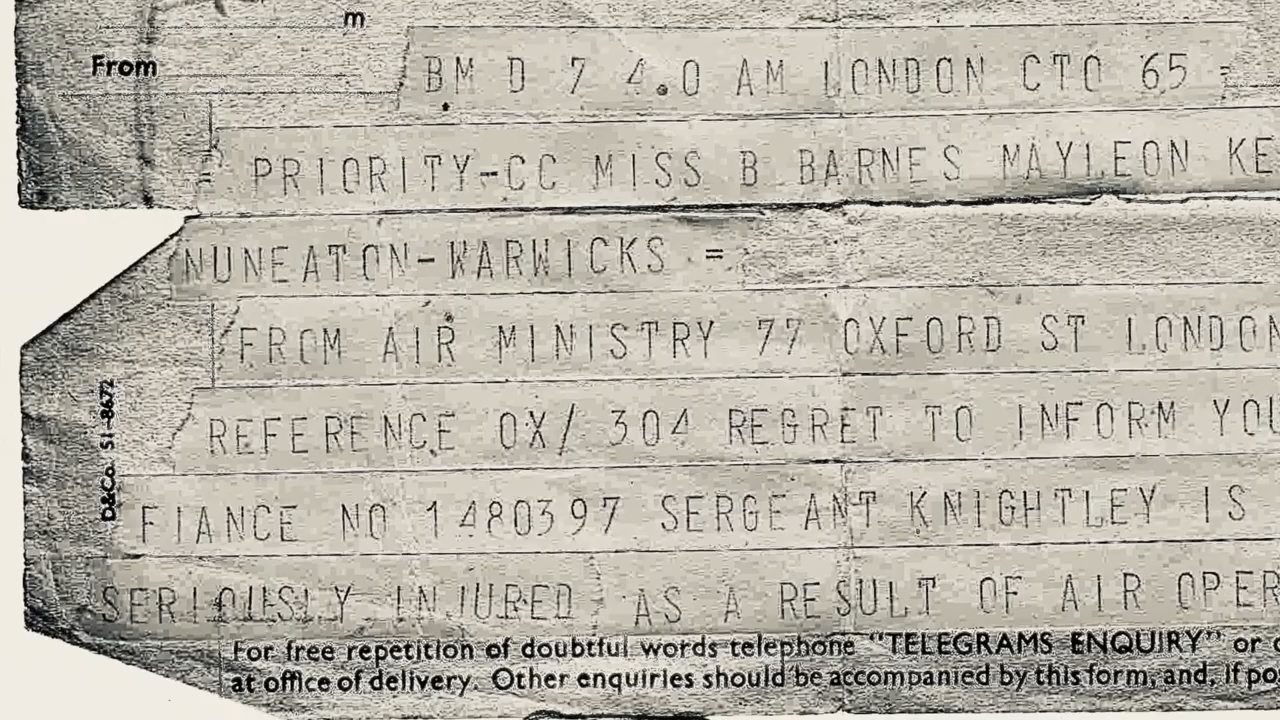 m
From
BM D 7 4.0 AM LONDON CTO 65 =
= PRIORITY-CC MISS B BARNES MAYLEON KE
NUNEATON-WARWICKS =
FROM AIR MINISTRY 77 OXFORD ST LONDON
REFERENCE OX/ 304 REGRET TO INFORM YOU
FIANCE NO 1480397 SERGEANT KNIGHTLEY IS
SERIOUSLY INJURED AS A RESULT OF AIR OPER
D&Co. 51-8672
For free repetition of doubtful words telephone "TELEGRAMS ENQUIRY" or c
at office of delivery. Other enquiries should be accompanied by this form, and, if pos